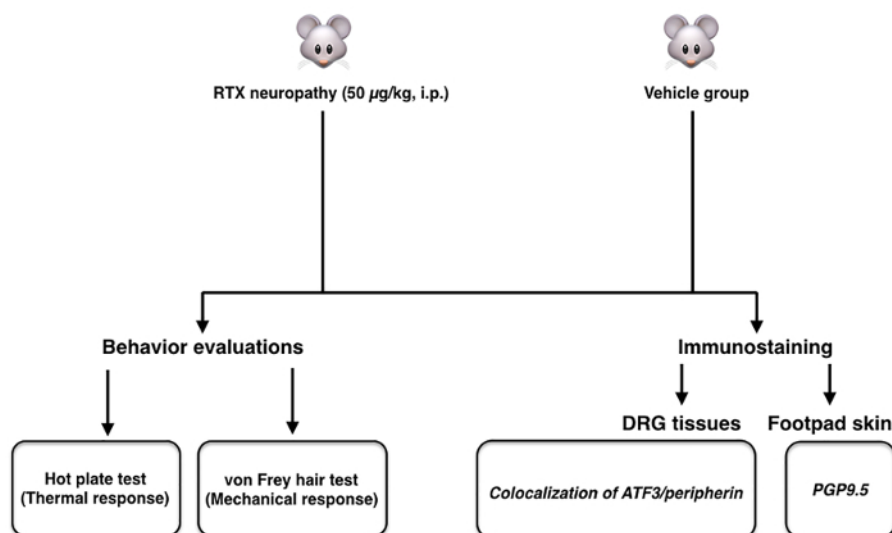 RTX neuropathy (50 µg/kg, i.p.)
Vehicle group
Behavior evaluations
Immunostaining
DRG tissues
Footpad skin
Hot plate test
(Thermal response)
von Frey hair test
(Mechanical response)
Colocalization of ATF3/peripherin
PGP9.5